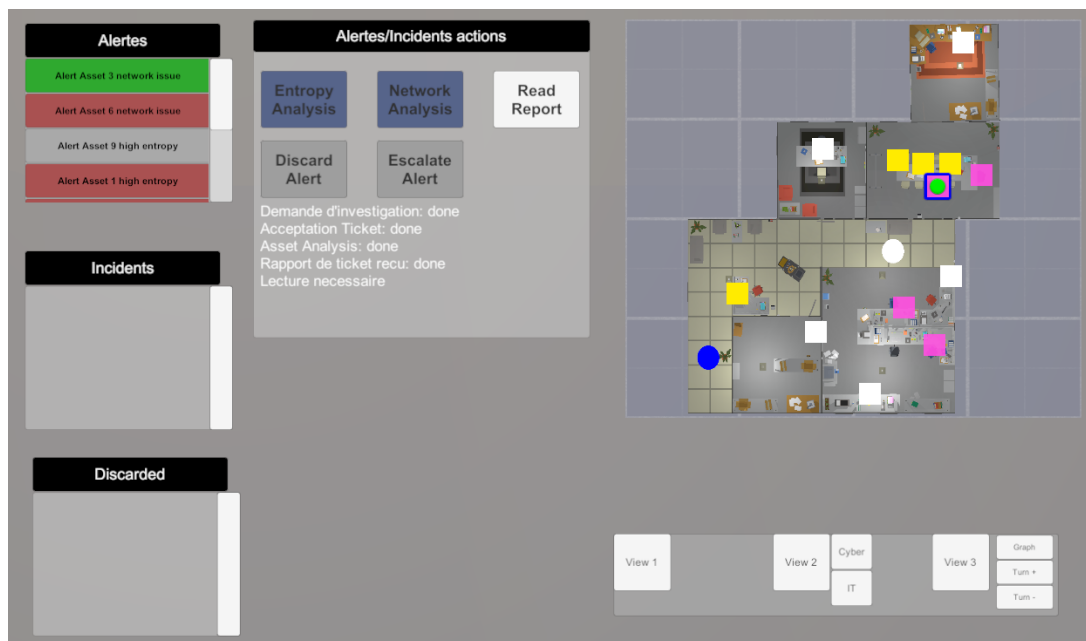 Alertes
Alert Asset 3 network issue
Alert Asset 6 network issue
Alert Asset 9 high entropy
Alert Asset 1 high entropy
Incidents
Discarded
Alertes/Incidents actions
Entropy
Analysis
Network
Analysis
Read
Report
Discard
Alert
Escalate
Alert
Demande d'investigation: done
Acceptation Ticket: done
Asset Analysis: done
Rapport de ticket recu: done
Lecture necessaire
View 1
View 2
Cyber
IT
View 3
Graph
Turn +
Turn -